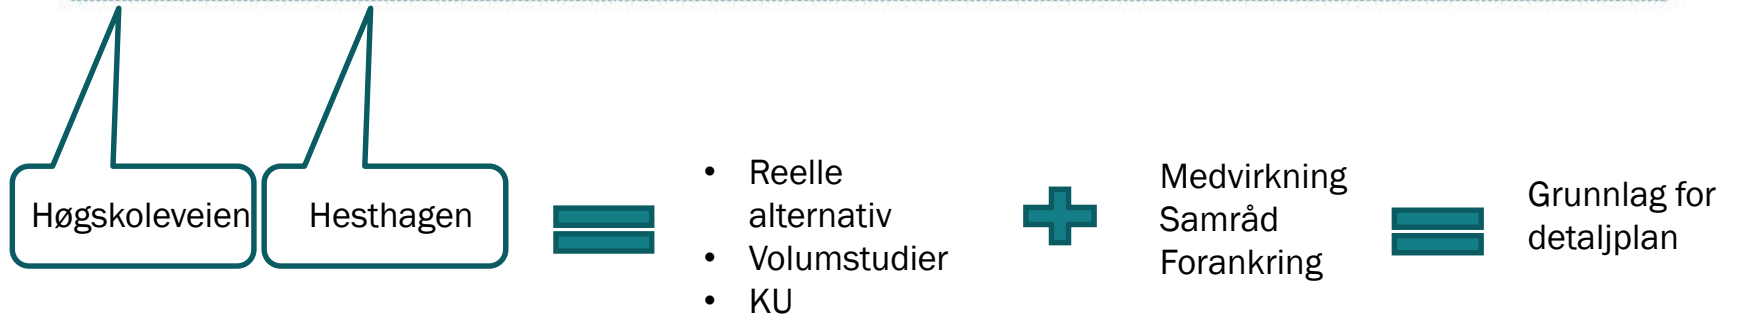 Høgskoleveien
Hesthagen
• Reelle
alternativ
• Volumstudier
• KU
Medvirkning
Samråd
Forankring
Grunnlag for
detaljplan